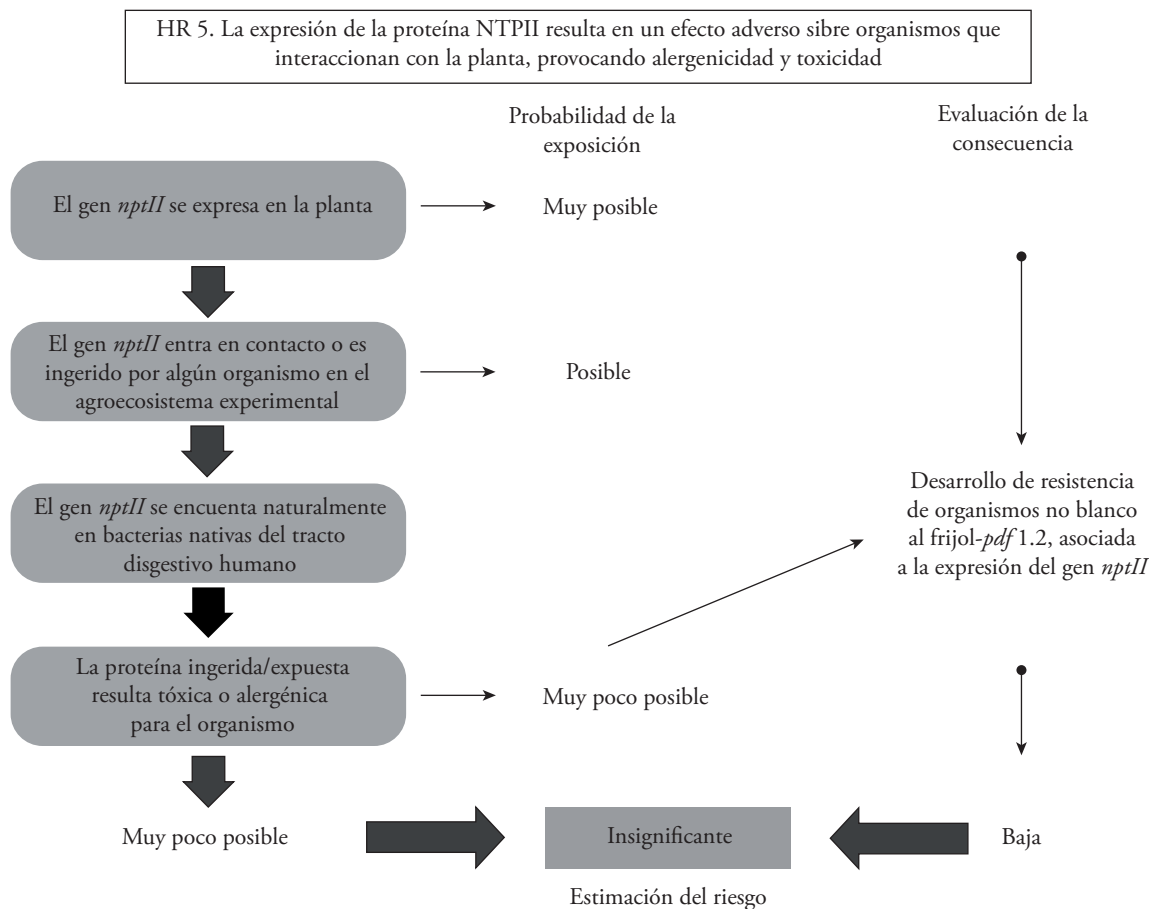 HR 5. La expresión de la proteína NTPII resulta en un efecto adverso sibre organismos que
interaccionan con la planta, provocando alergenicidad y toxicidad
Probabilidad de la
exposición
Evaluación de la
consecuencia
El gen nptII se expresa en la planta
Muy posible
El gen nptII entra en contacto o es
ingerido por algún organismo en el
agroecosistema experimental
Posible
El gen nptII se encuenta naturalmente
en bacterias nativas del tracto
disgestivo humano
Desarrollo de resistencia
de organismos no blanco
al frijol-pdf 1.2, asociada
a la expresión del gen nptII
La proteína ingerida/expuesta
resulta tóxica o alergénica
para el organismo
Muy poco posible
Muy poco posible
Insignificante
Baja
Estimación del riesgo